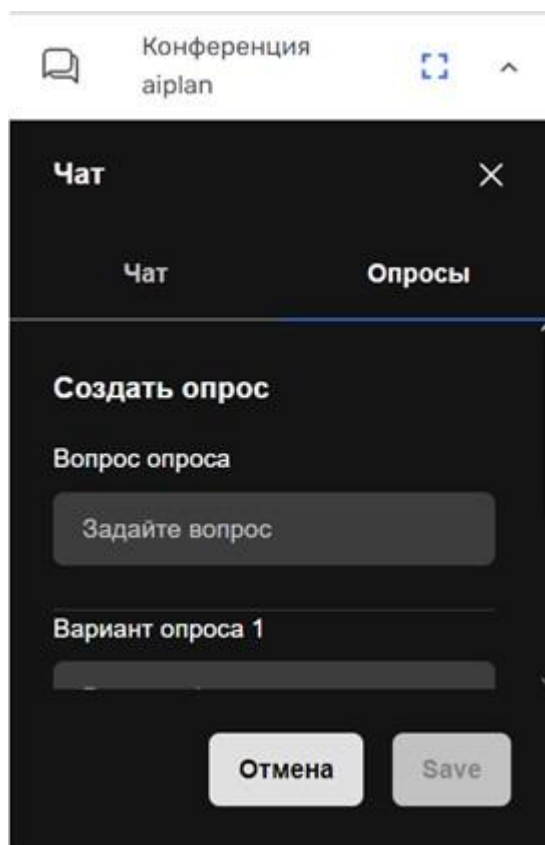 Конференция
aiplan
Чат
Чат Опросы
Создать опрос
Вопрос опроса
Задайте вопрос
Вариант опроса 1
Отмена Save